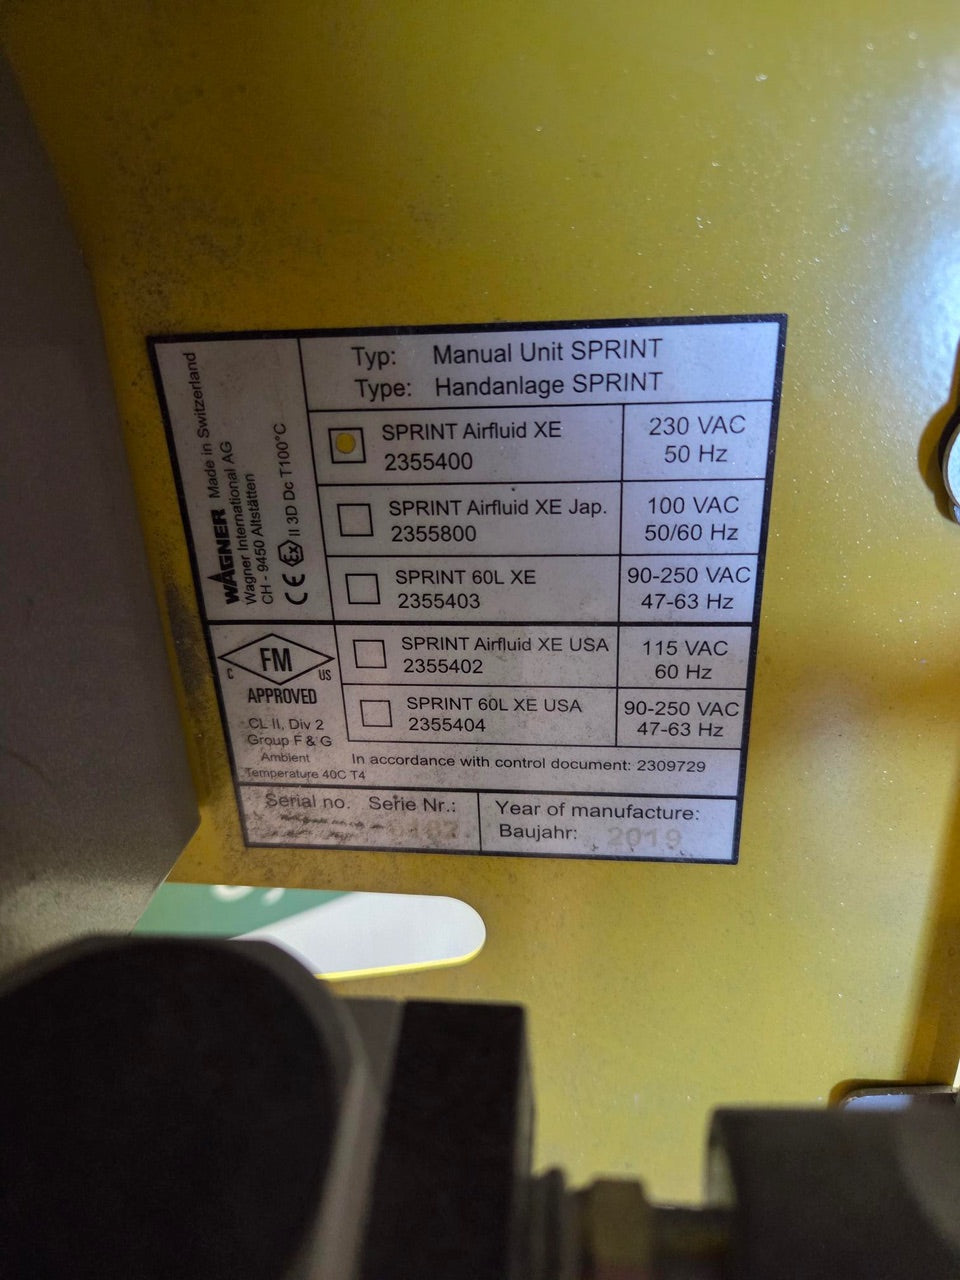 WAGNER Made in Switzerland
Wagner International AG
CH - 9450 Altstätten
CE Ex II 3D Dc T100°C
Typ: Manual Unit SPRINT
Type: Handanlage SPRINT
SPRINT Airfluid XE
2355400
230 VAC
50 Hz
SPRINT Airfluid XE Jap.
2355800
100 VAC
50/60 Hz
SPRINT 60L XE
2355403
90-250 VAC
47-63 Hz
C FM US
APPROVED
CL II, Div 2
Group F & G
Ambient
Temperature 40C T4
SPRINT Airfluid XE USA
2355402
115 VAC
60 Hz
SPRINT 60L XE USA
2355404
90-250 VAC
47-63 Hz
In accordance with control document: 2309729
Serial no. Serie Nr.:
Year of manufacture:
Baujahr: 2019